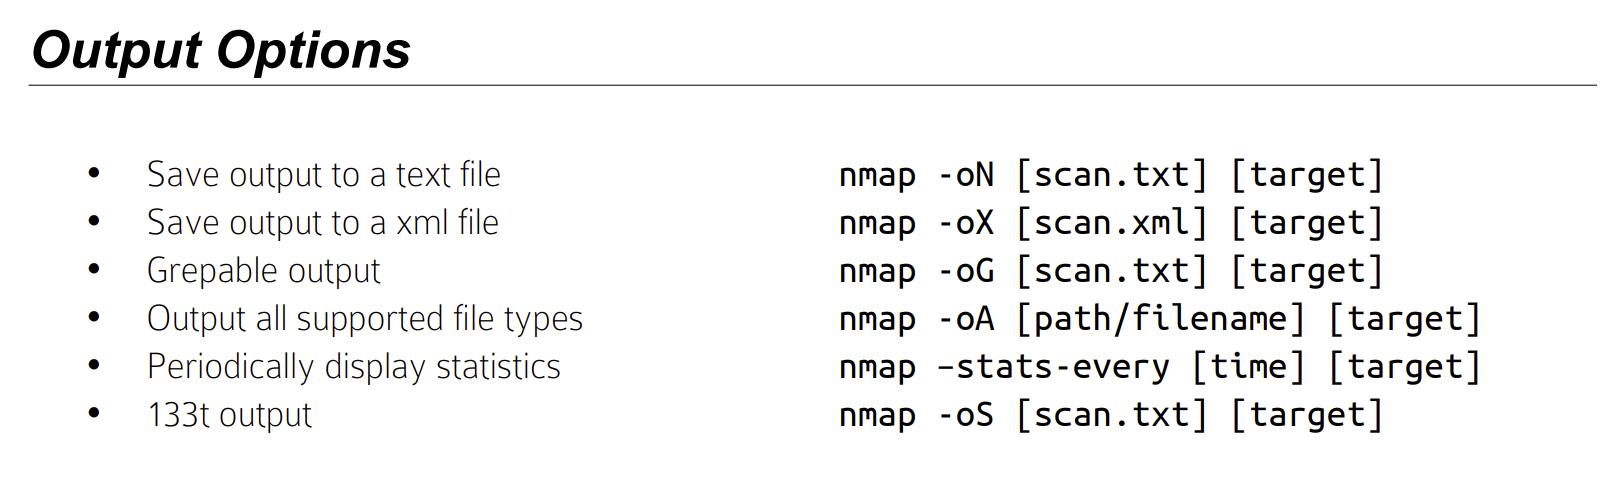 Output Options
• Save output to a text file nmap -oN [scan.txt] [target]
• Save output to a xml file nmap -oX [scan.xml] [target]
• Grepable output nmap -oG [scan.txt] [target]
• Output all supported file types nmap -oA [path/filename] [target]
• Periodically display statistics nmap –stats-every [time] [target]
• 133t output nmap -oS [scan.txt] [target]